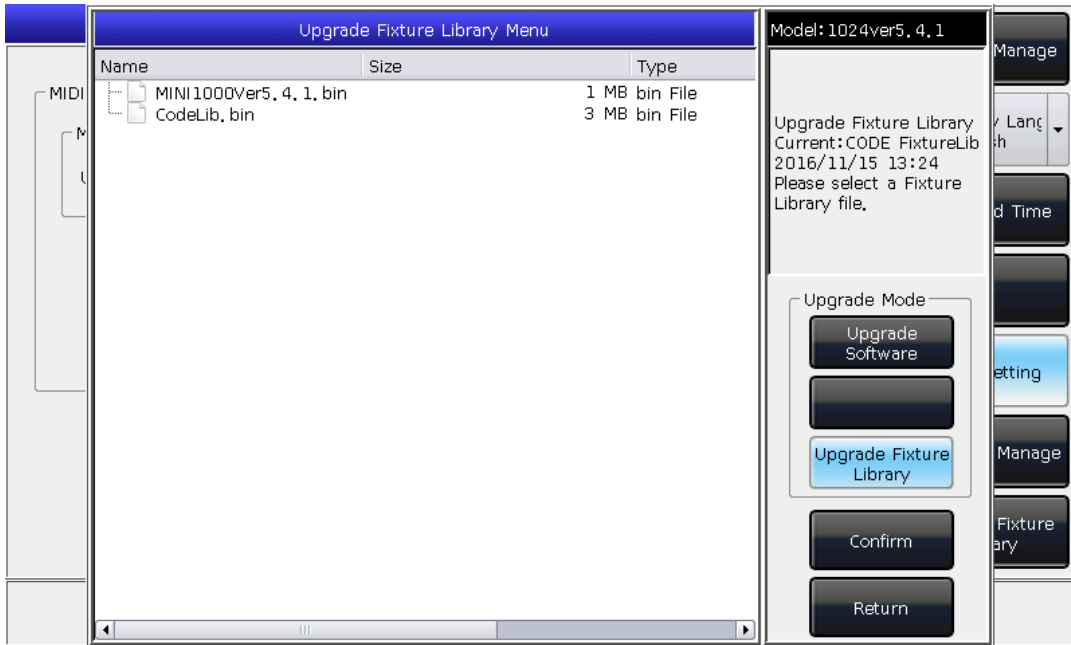 Upgrade Fixture Library Menu
Name Size Type
MINI1000Ver5.4.1.bin 1 MB bin File
CodeLib.bin 3 MB bin File
Model:1024ver5.4.1
Upgrade Fixture Library
Current:CODE FixtureLib
2016/11/15 13:24
Please select a Fixture
Library file.
Upgrade Mode
Upgrade
Software
Upgrade Fixture
Library
Confirm
Return
MIDI
Manage
d Time
etting
Manage
Fixture